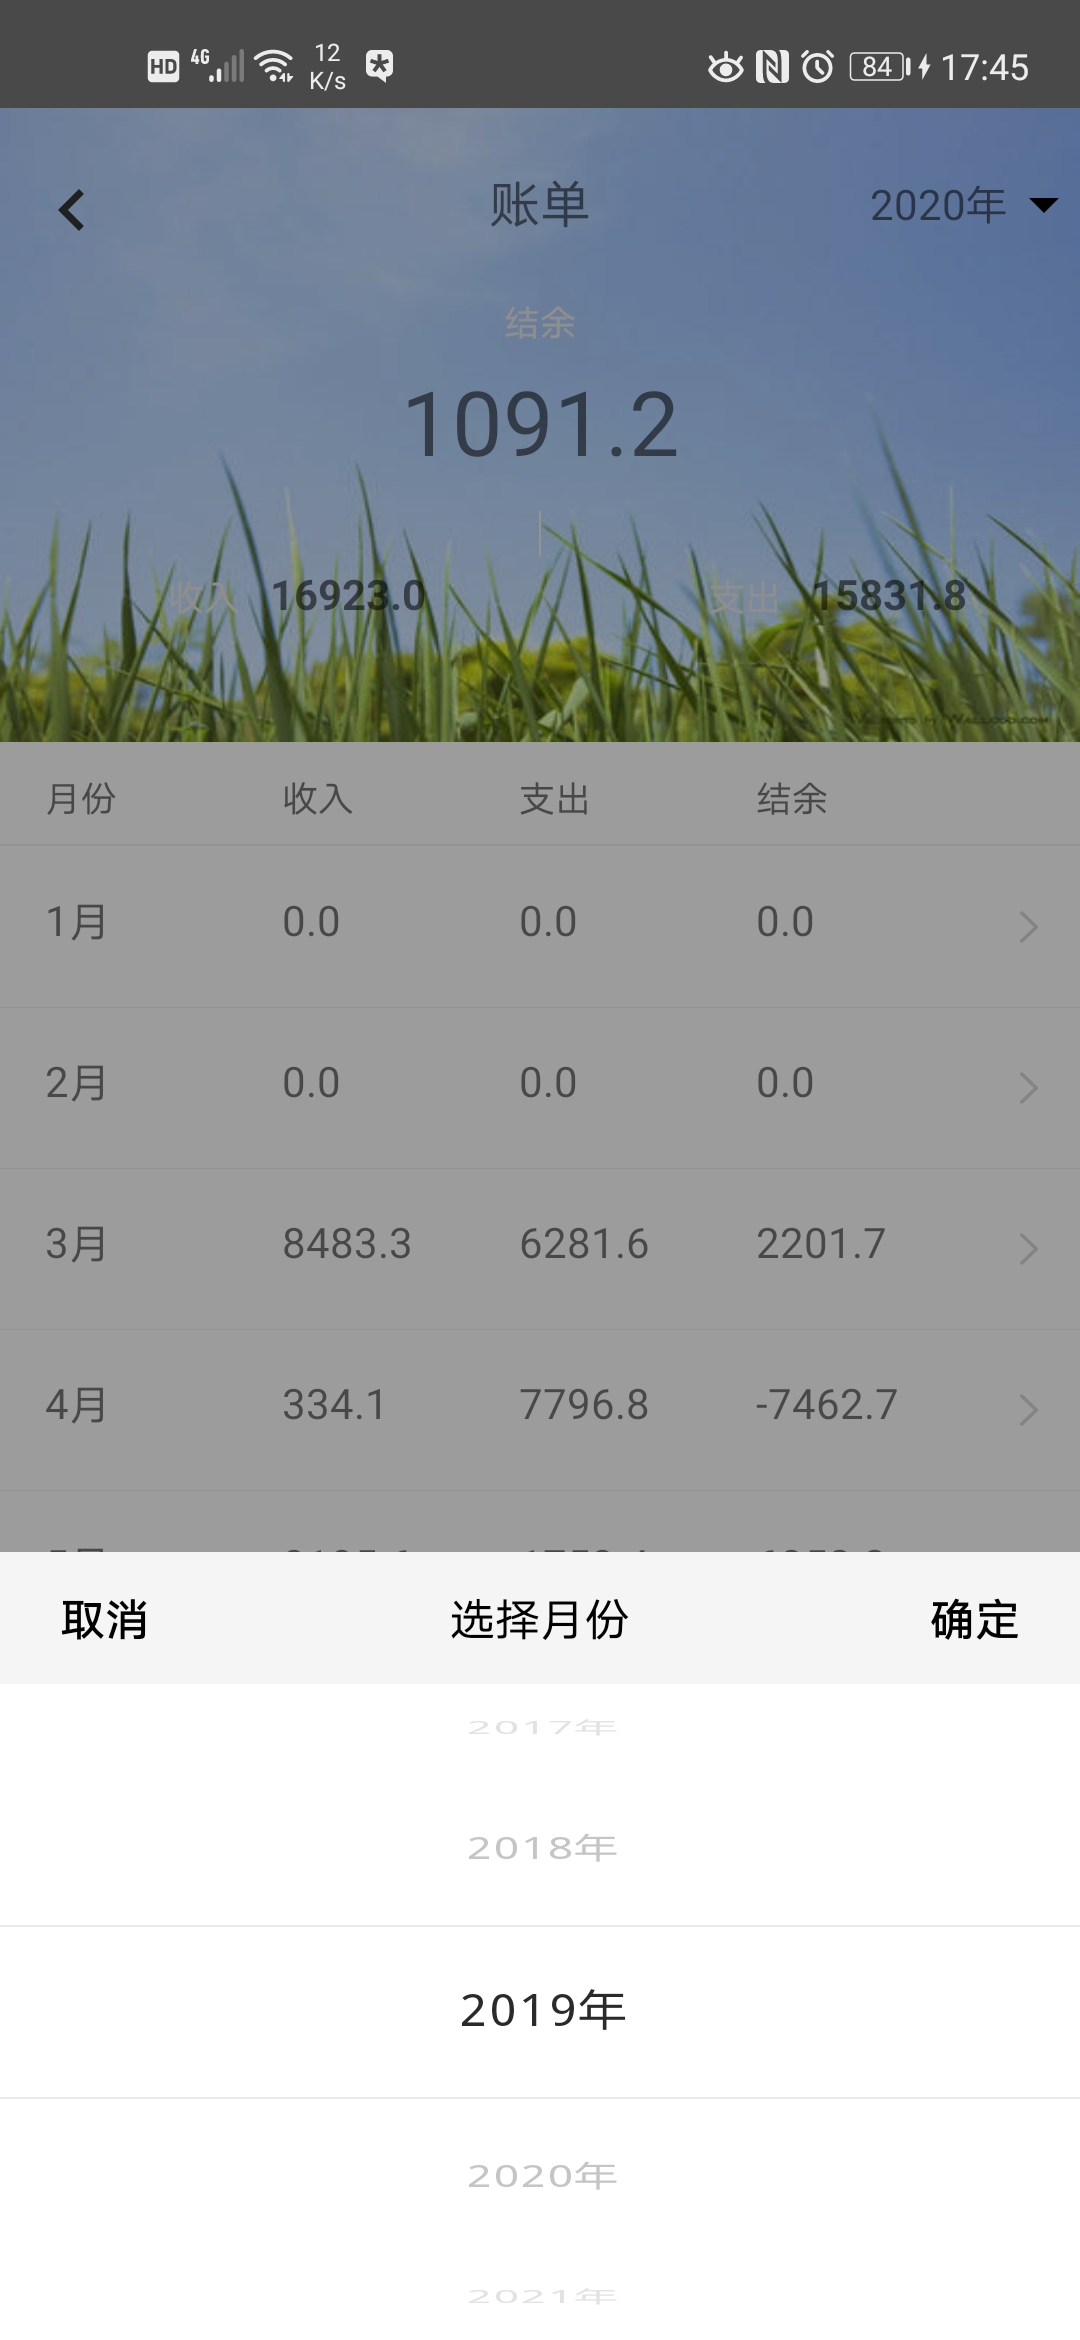 HD 4G 12 K/s 84 17:45
账单 2020年
结余
1091.2
收入 16923.0 支出 15831.8
月份 收入 支出 结余
1月 0.0 0.0 0.0
2月 0.0 0.0 0.0
3月 8483.3 6281.6 2201.7
4月 334.1 7796.8 -7462.7
取消 选择月份 确定
2017年
2018年
2019年
2020年
2021年